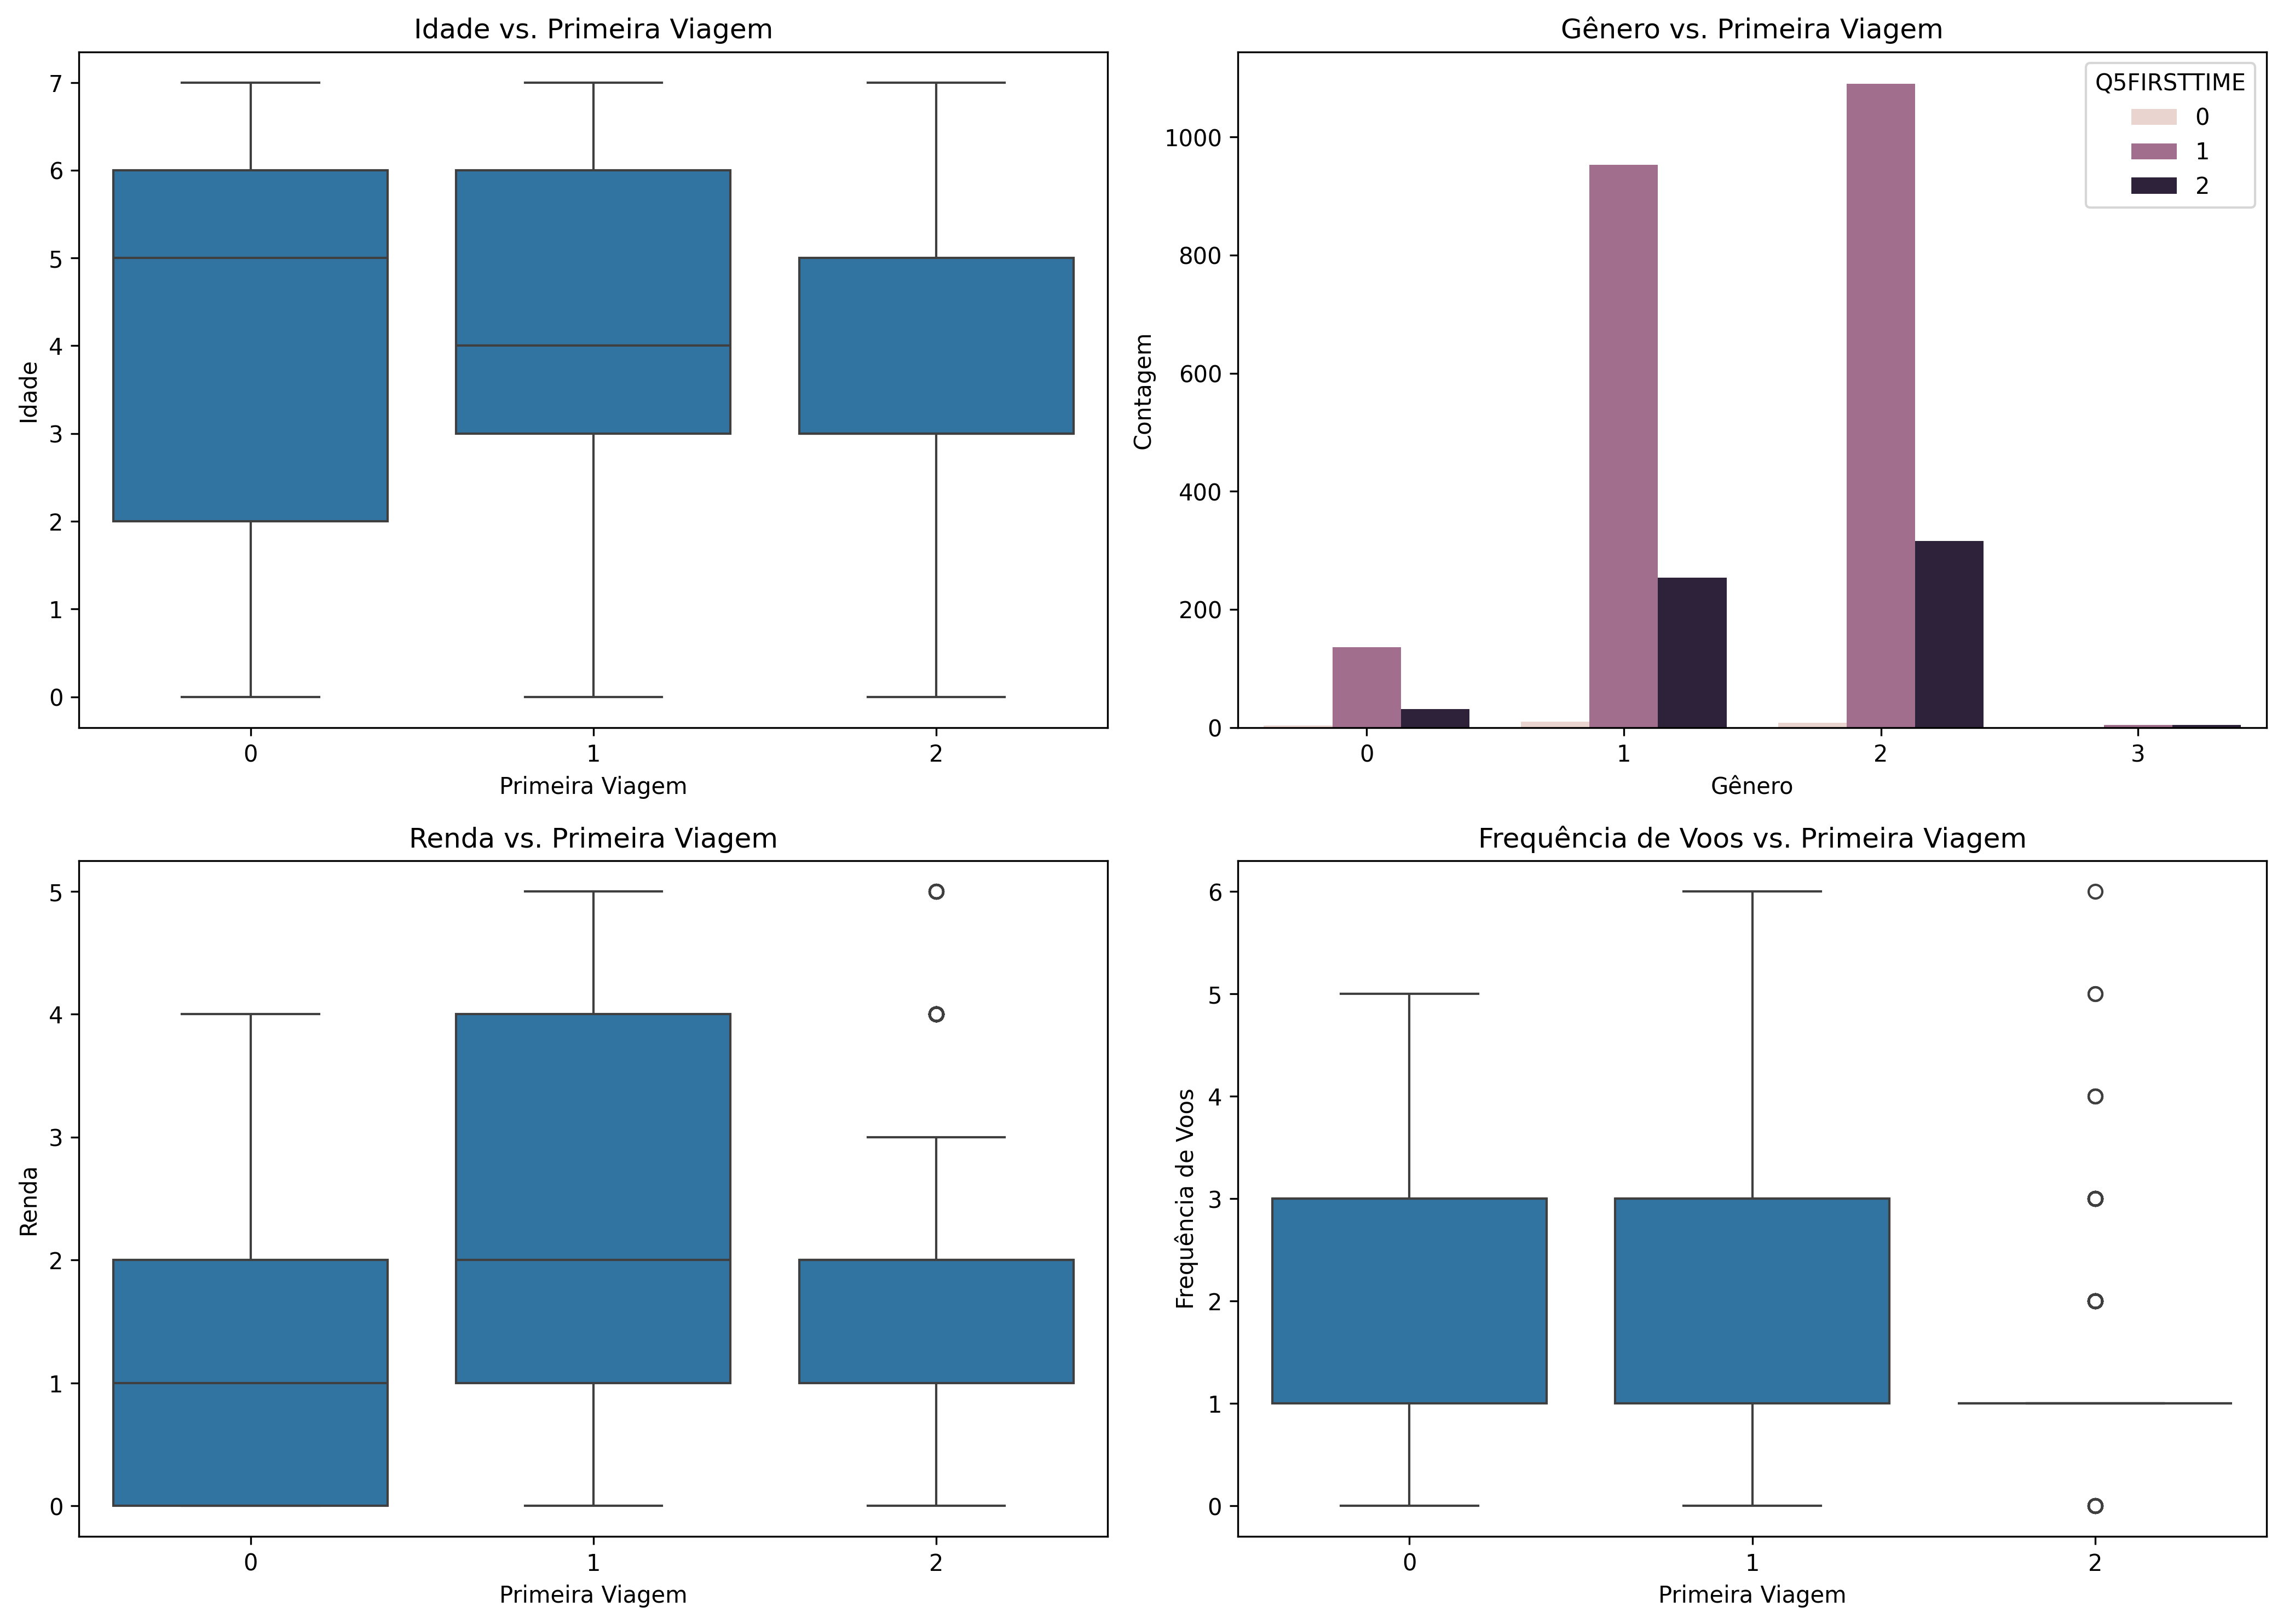 Idade vs. Primeira Viagem
7
6
5
4
3
2
1
0
Idade
0 1 2
Primeira Viagem
Gênero vs. Primeira Viagem
1000
800
600
400
200
0
Contagem
Q5FIRSTTIME
0
1
2
0 1 2 3
Gênero
Renda vs. Primeira Viagem
5
4
3
2
1
0
Renda
0 1 2
Primeira Viagem
Frequência de Voos vs. Primeira Viagem
6
5
4
3
2
1
0
Frequência de Voos
0 1 2
Primeira Viagem